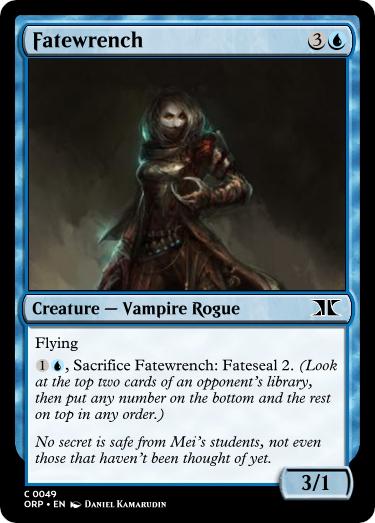 Fatewrench 3
Creature — Vampire Rogue
Flying
1, Sacrifice Fatewrench: Fateseal 2. (Look
at the top two cards of an opponent's library,
then put any number on the bottom and the rest
on top in any order.)
No secret is safe from Mei's students, not even
those that haven't been thought of yet.
3/1
C 0049
ORP • EN Daniel Kamarudin